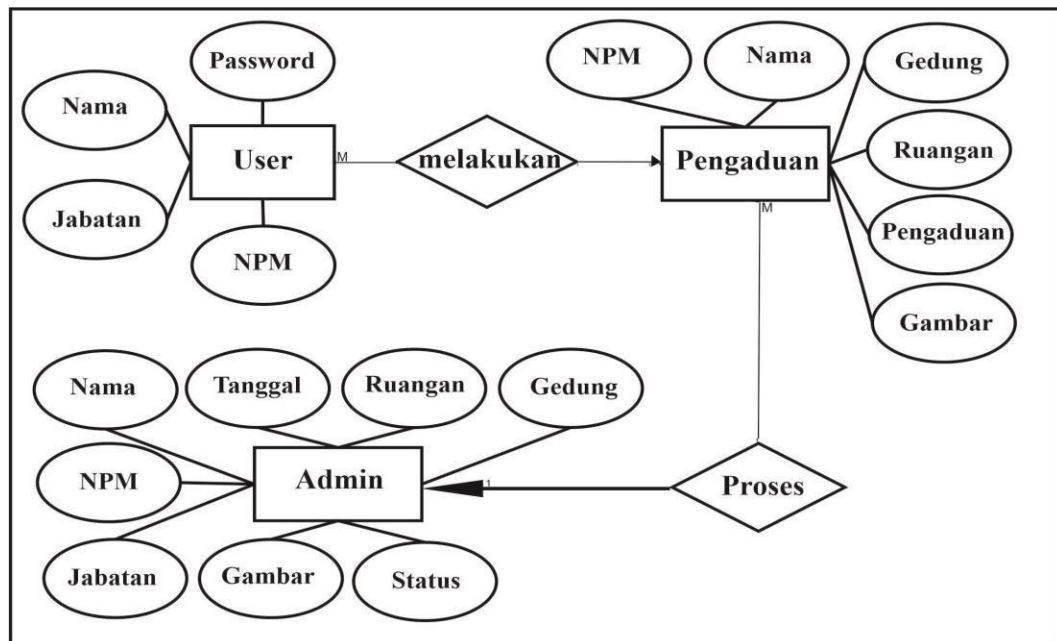 Password
Nama
User
Jabatan
NPM
M
melakukan
NPM
Nama
Gedung
Pengaduan
Ruangan
Pengaduan
Gambar
M
Nama
Tanggal
Ruangan
Gedung
NPM
Admin
1
Proses
Jabatan
Gambar
Status